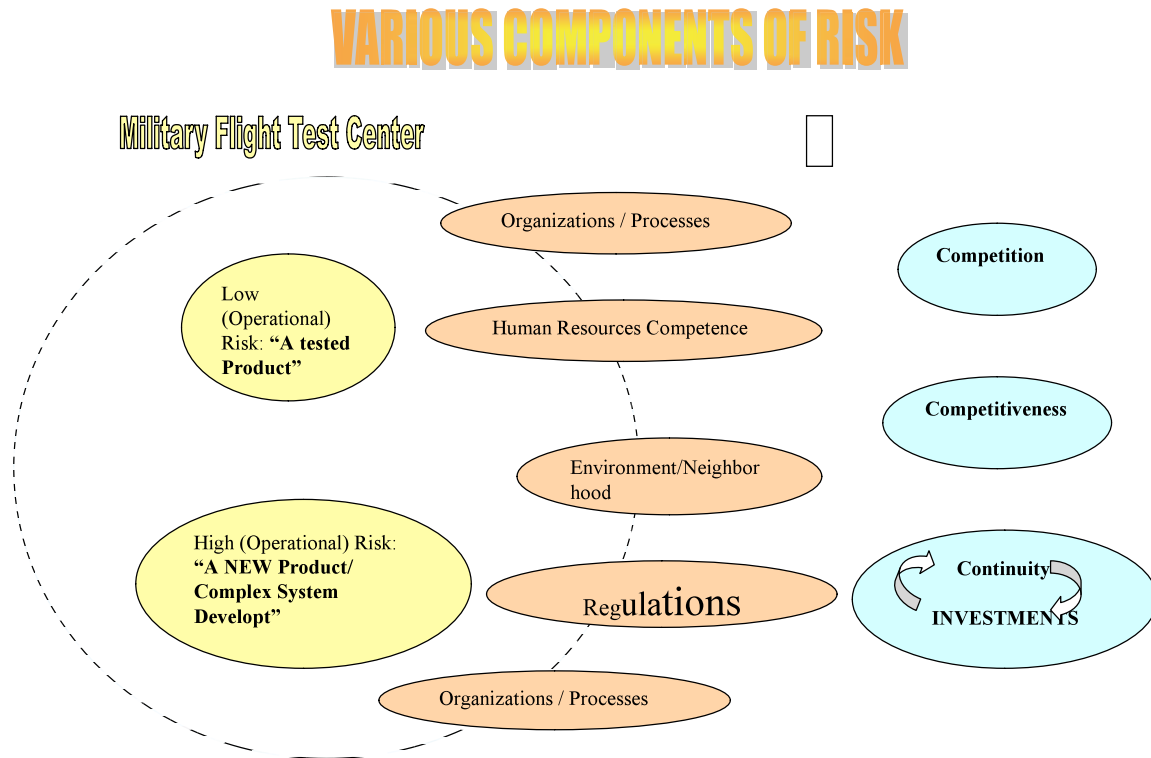 VARIOUS COMPONENTS OF RISK
Military Flight Test Center
Organizations / Processes
Competition
Low
(Operational)
Risk: “A tested
Product”
Human Resources Competence
Competitiveness
Environment/Neighbor
hood
High (Operational) Risk:
“A NEW Product/
Complex System
Developt”
Continuity
INVESTMENTS
Regulations
Organizations / Processes